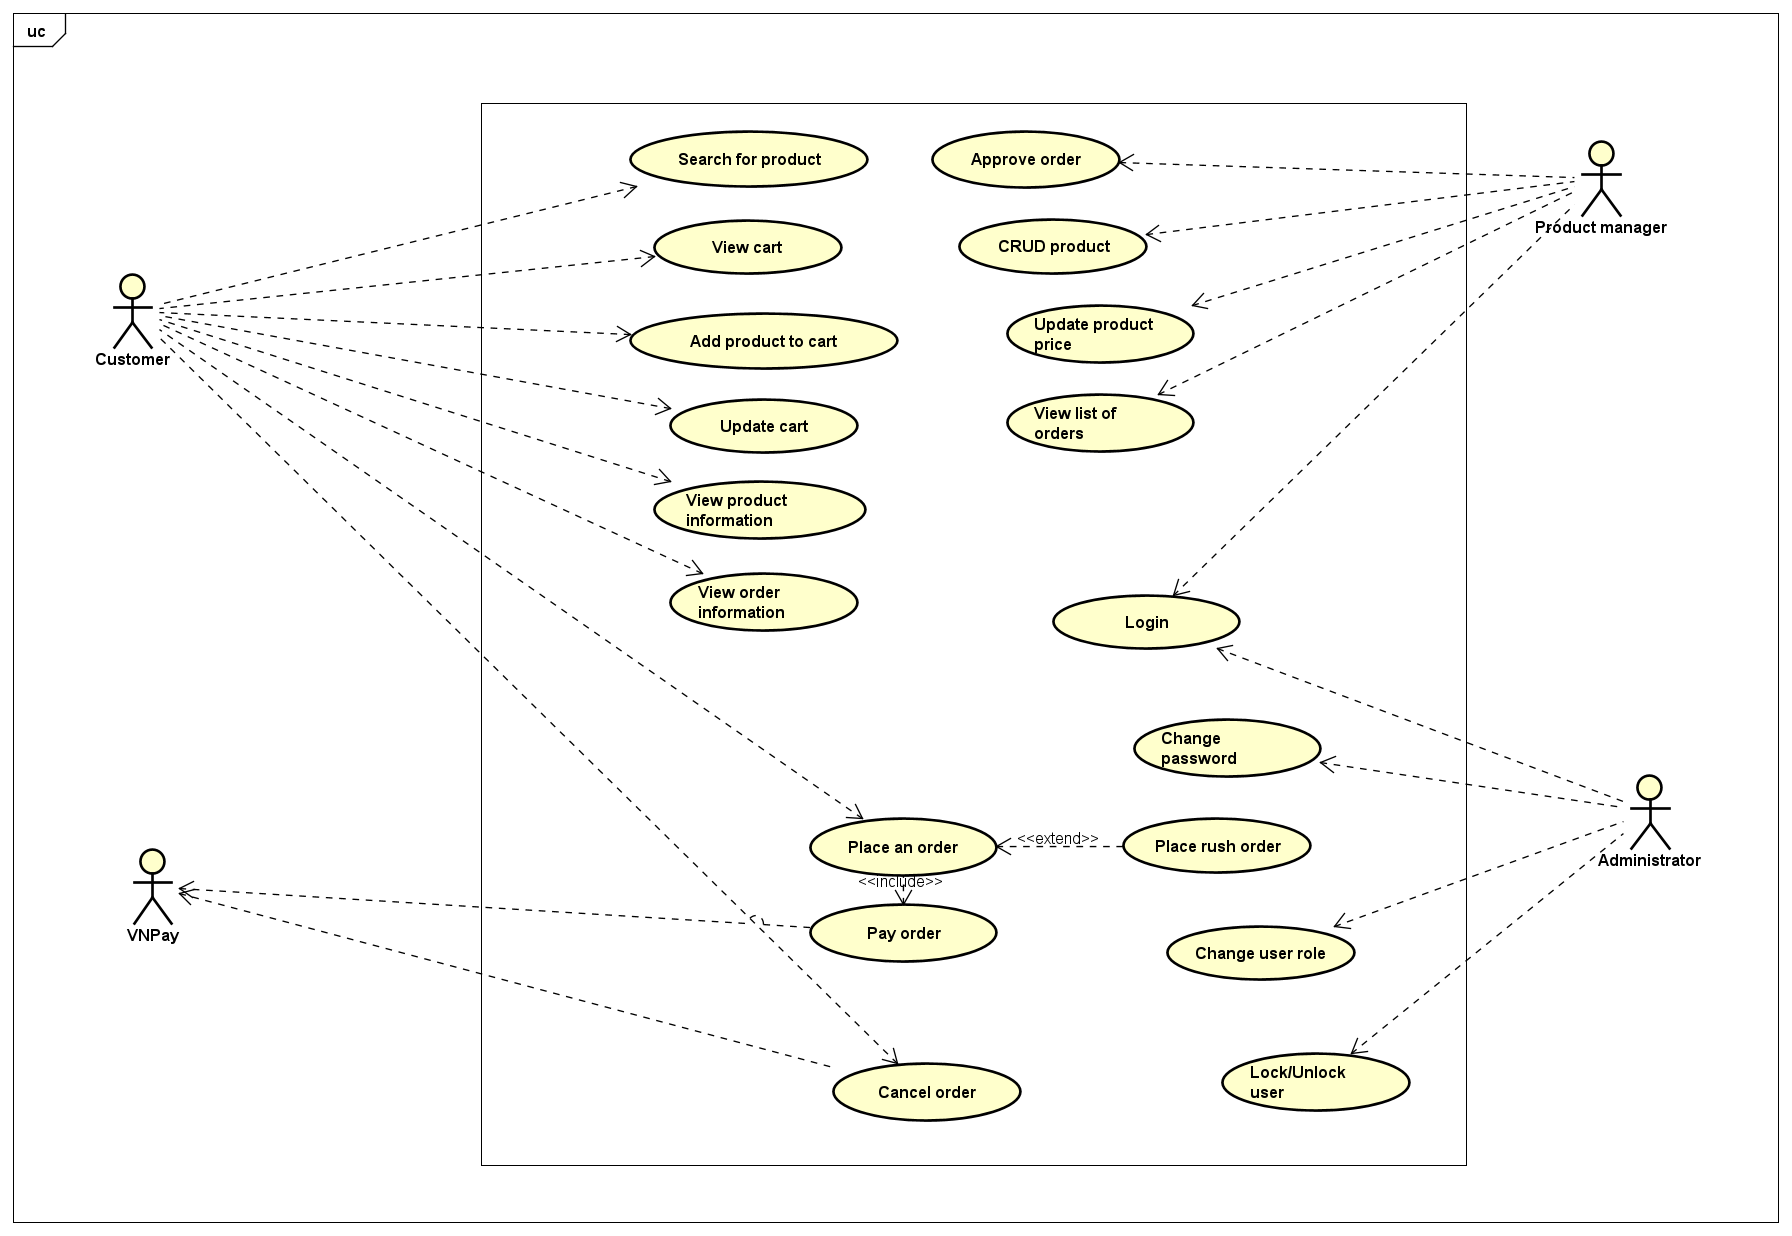 uc
Search for product
Approve order
View cart
CRUD product
Product manager
Add product to cart
Update product
price
Customer
Update cart
View list of
orders
View product
information
View order
information
Login
Change
password
Place an order
<<extend>>
Place rush order
Administrator
<<include>>
VNPay
Pay order
Change user role
Cancel order
Lock/Unlock
user